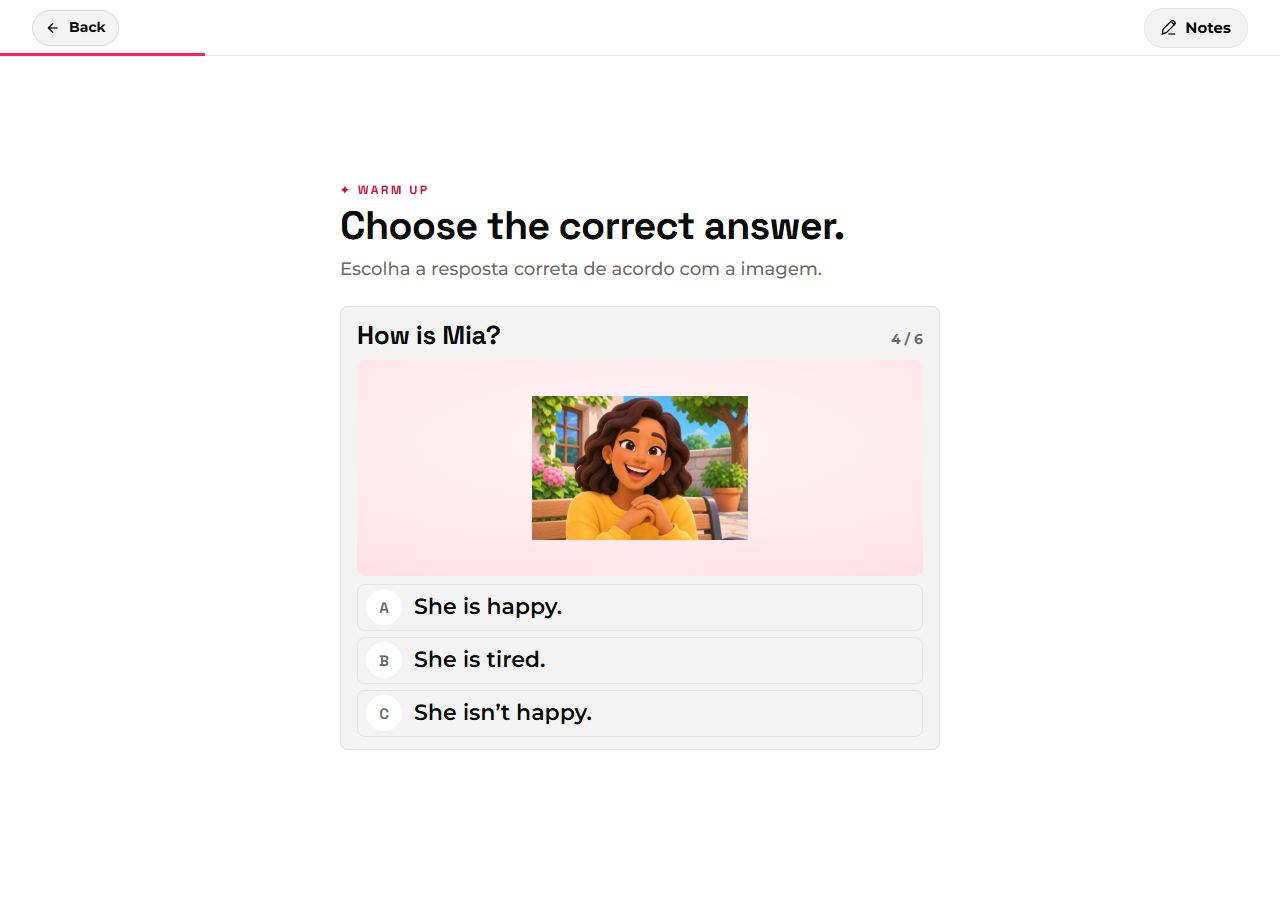 Back
Notes
✦ WARM UP
Choose the correct answer.
Escolha a resposta correta de acordo com a imagem.
How is Mia?
4 / 6
A She is happy.
B She is tired.
C She isn’t happy.